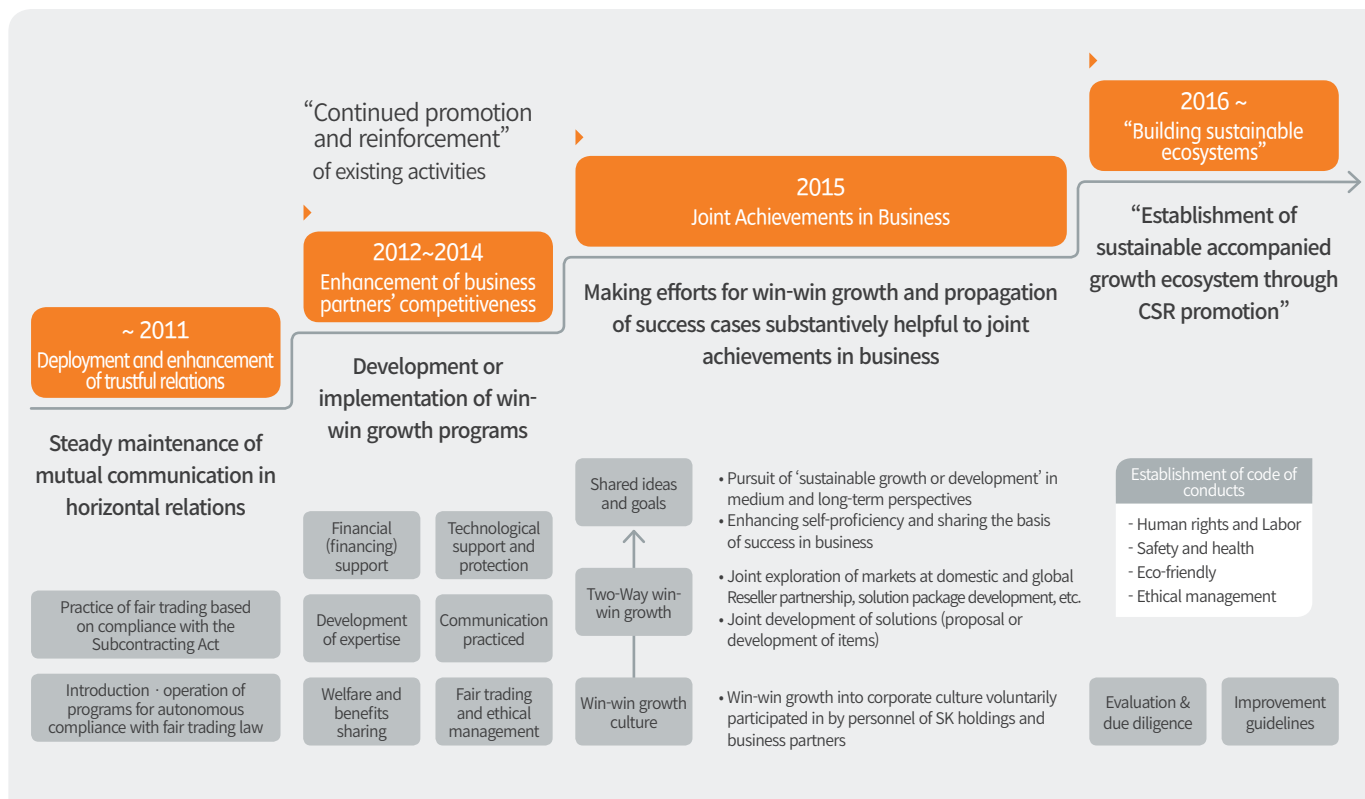 ~ 2011
Deployment and enhancement
of trustful relations
Steady maintenance of
mutual communication in
horizontal relations
Practice of fair trading based
on compliance with the
Subcontracting Act
Introduction · operation of
programs for autonomous
compliance with fair trading law
“Continued promotion
and reinforcement”
of existing activities
2012~2014
Enhancement of business
partners’ competitiveness
Development or
implementation of win-
win growth programs
Financial
(financing)
support
Technological
support and
protection
Development
of expertise
Communication
practiced
Welfare and
benefits
sharing
Fair trading
and ethical
management
2015
Joint Achievements in Business
Making efforts for win-win growth and propagation
of success cases substantively helpful to joint
achievements in business
Shared ideas
and goals
• Pursuit of ‘sustainable growth or development’ in
medium and long-term perspectives
• Enhancing self-proficiency and sharing the basis
of success in business
Two-Way win-
win growth
• Joint exploration of markets at domestic and global
Reseller partnership, solution package development, etc.
• Joint development of solutions (proposal or
development of items)
Win-win growth
culture
• Win-win growth into corporate culture voluntarily
participated in by personnel of SK holdings and
business partners
2016 ~
“Building sustainable
ecosystems”
“Establishment of
sustainable accompanied
growth ecosystem through
CSR promotion”
Establishment of code of
conducts
- Human rights and Labor
- Safety and health
- Eco-friendly
- Ethical management
Evaluation &
due diligence
Improvement
guidelines